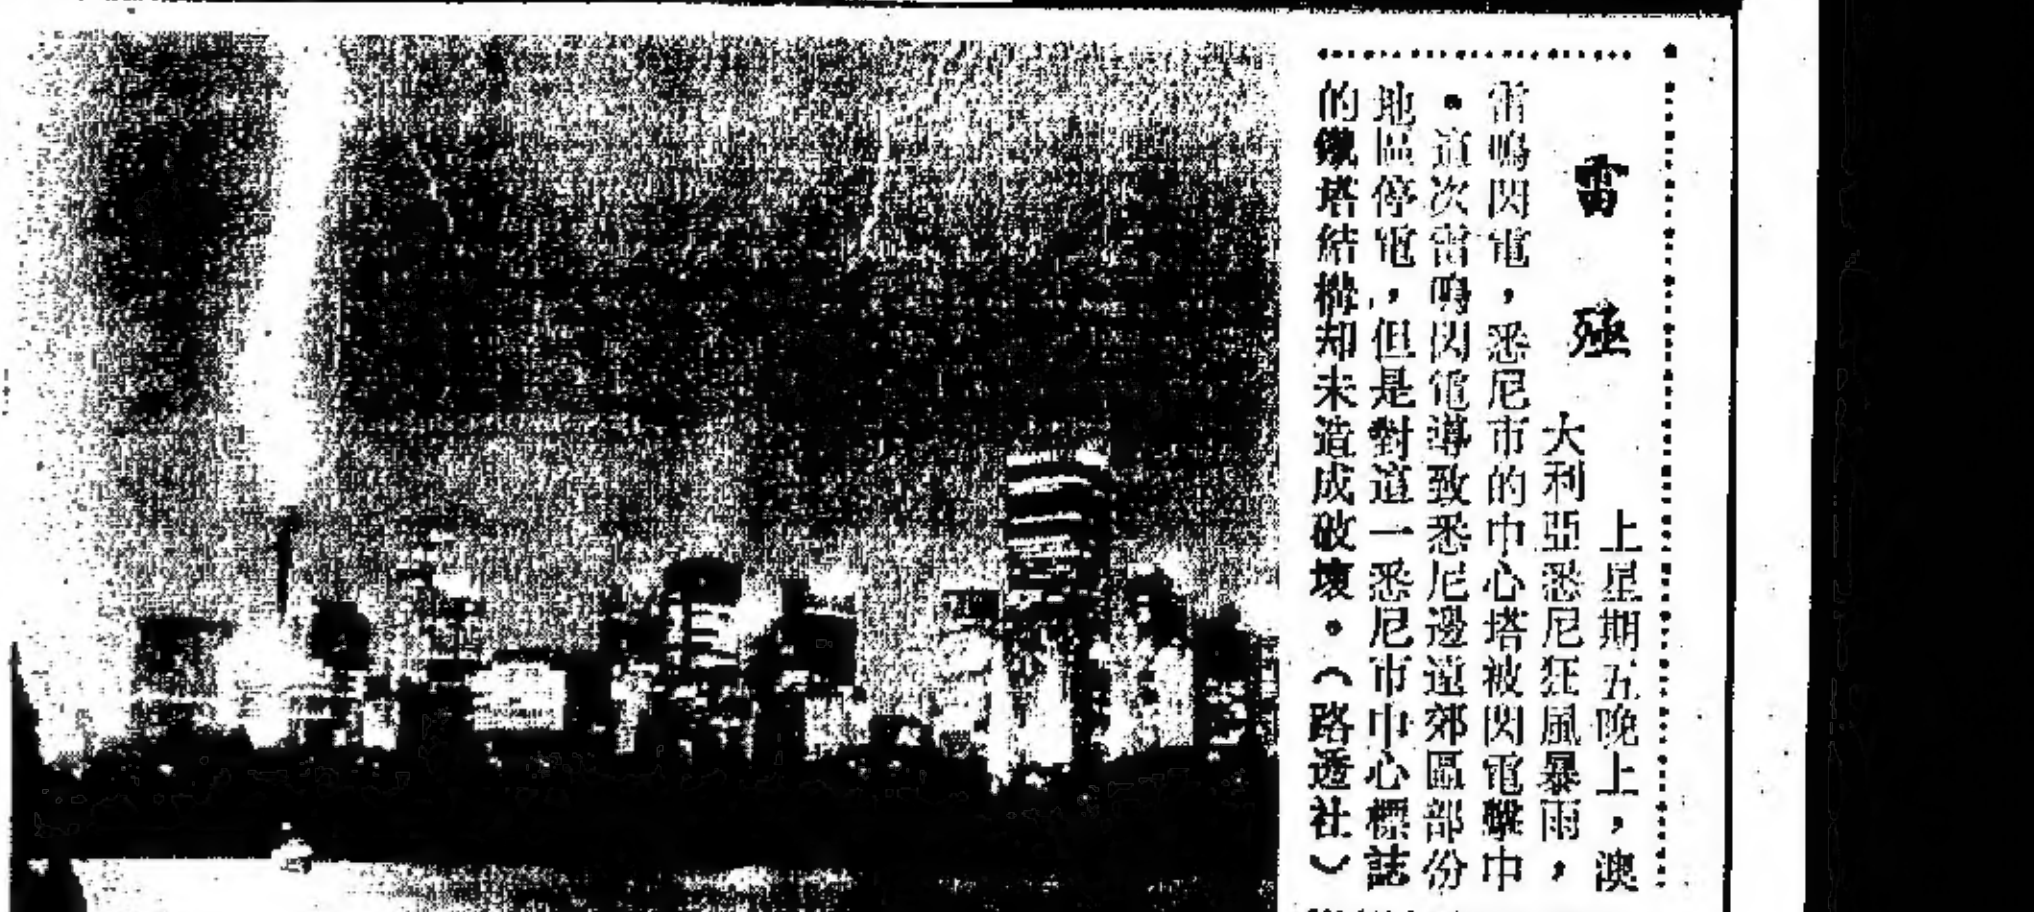 雷殛
上星期五晚上,澳
大利亞悉尼狂風暴雨,
雷鳴閃電,悉尼市的中心塔被閃電擊中
。這次雷鳴閃電導致悉尼邊遠郊區部份
地區停電,但是對這一悉尼市中心標誌
的鐵塔結構却未造成破壞。(路透社)